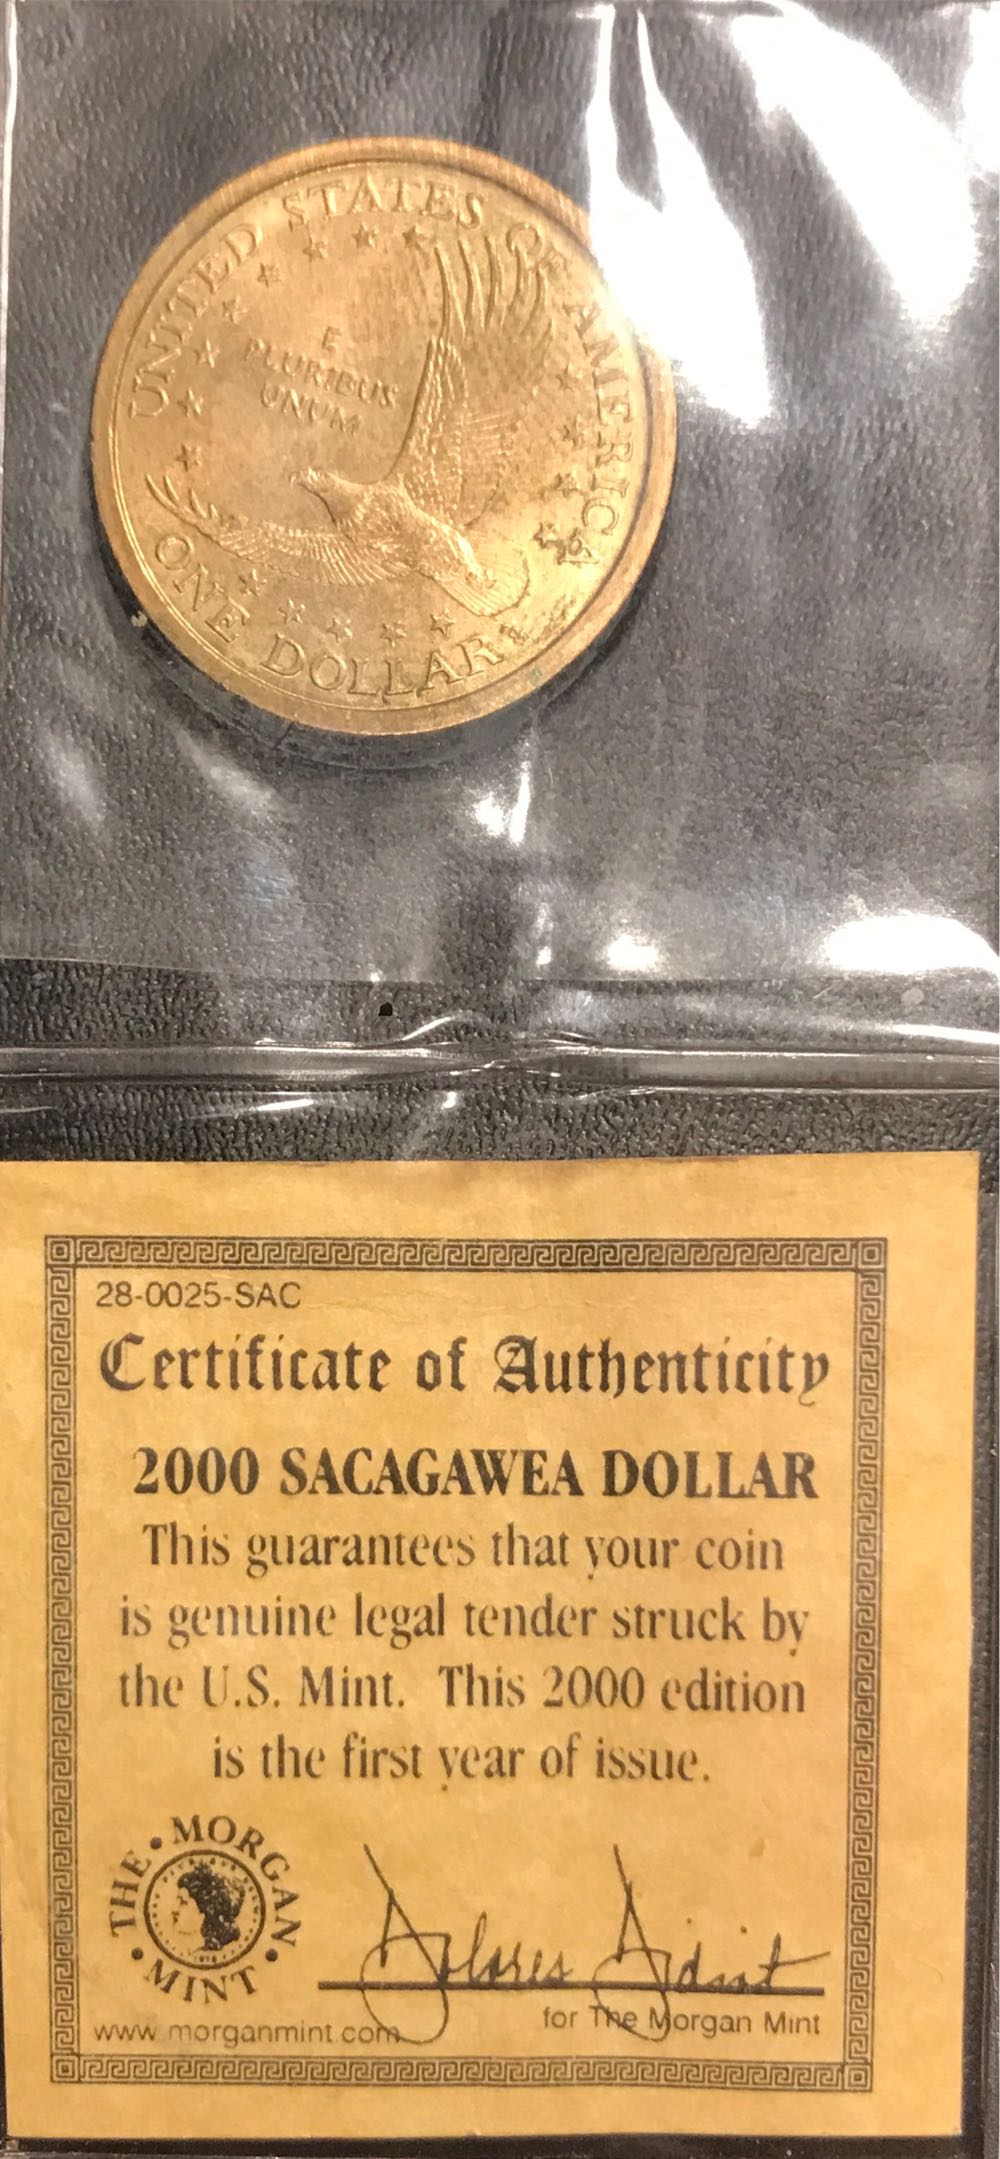 UNITED STATES OF AMERICA
E
PLURIBUS
UNUM
ONE DOLLAR
28-0025-SAC
Certificate of Authenticity
2000 SACAGAWEA DOLLAR
This guarantees that your coin
is genuine legal tender struck by
the U.S. Mint. This 2000 edition
is the first year of issue.
THE • MORGAN • MINT •
Dolores
for The Morgan Mint
www.morganmint.com